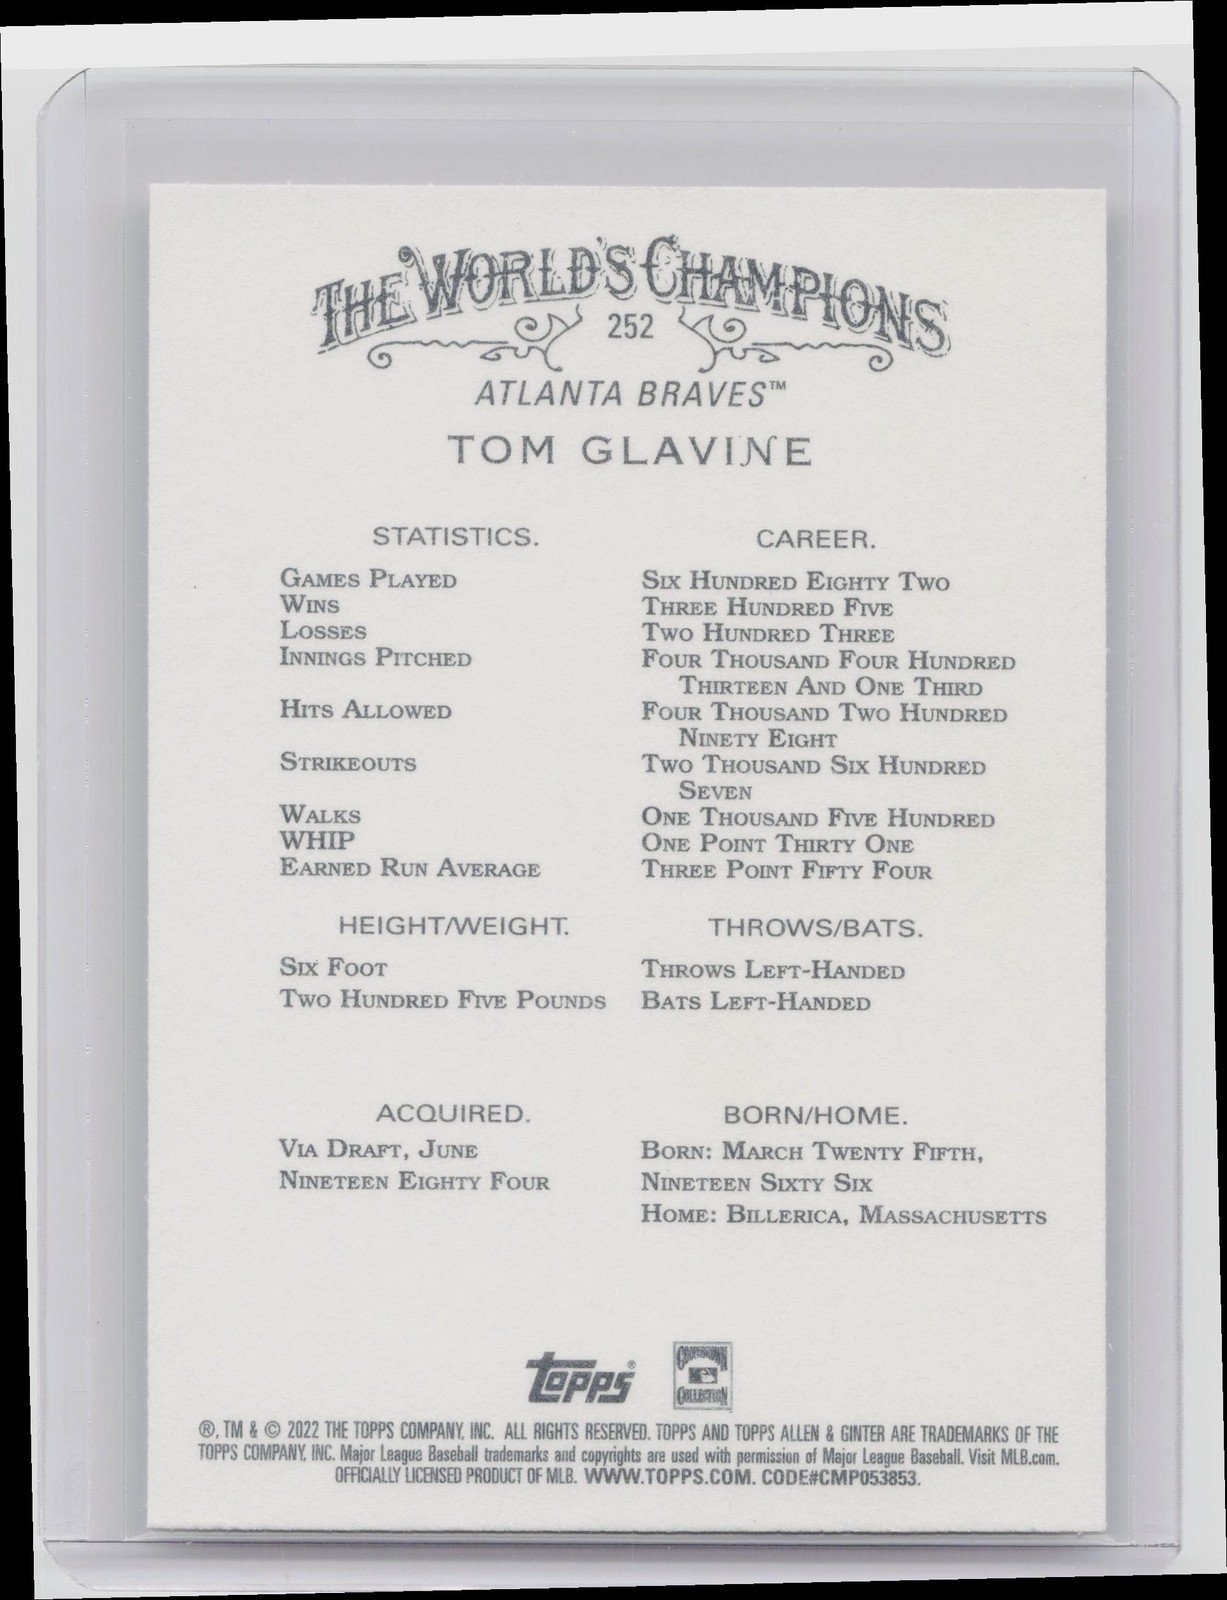 THE WORLD'S CHAMPIONS
252
ATLANTA BRAVES™
TOM GLAVINE
STATISTICS. CAREER.
GAMES PLAYED SIX HUNDRED EIGHTY TWO
WINS THREE HUNDRED FIVE
LOSSES TWO HUNDRED THREE
INNINGS PITCHED FOUR THOUSAND FOUR HUNDRED
THIRTEEN AND ONE THIRD
HITS ALLOWED FOUR THOUSAND TWO HUNDRED
NINETY EIGHT
STRIKEOUTS TWO THOUSAND SIX HUNDRED
SEVEN
WALKS ONE THOUSAND FIVE HUNDRED
WHIP ONE POINT THIRTY ONE
EARNED RUN AVERAGE THREE POINT FIFTY FOUR
HEIGHT/WEIGHT. THROWS/BATS.
SIX FOOT THROWS LEFT-HANDED
TWO HUNDRED FIVE POUNDS BATS LEFT-HANDED
ACQUIRED. BORN/HOME.
VIA DRAFT, JUNE BORN: MARCH TWENTY FIFTH,
NINETEEN EIGHTY FOUR NINETEEN SIXTY SIX
HOME: BILLERICA, MASSACHUSETTS
Topps® COOPERSTOWN COLLECTION
®, TM & © 2022 THE TOPPS COMPANY, INC. ALL RIGHTS RESERVED. TOPPS AND TOPPS ALLEN & GINTER ARE TRADEMARKS OF THE
TOPPS COMPANY, INC. Major League Baseball trademarks and copyrights are used with permission of Major League Baseball. Visit MLB.com.
OFFICIALLY LICENSED PRODUCT OF MLB. WWW.TOPPS.COM. CODE#CMP053853.